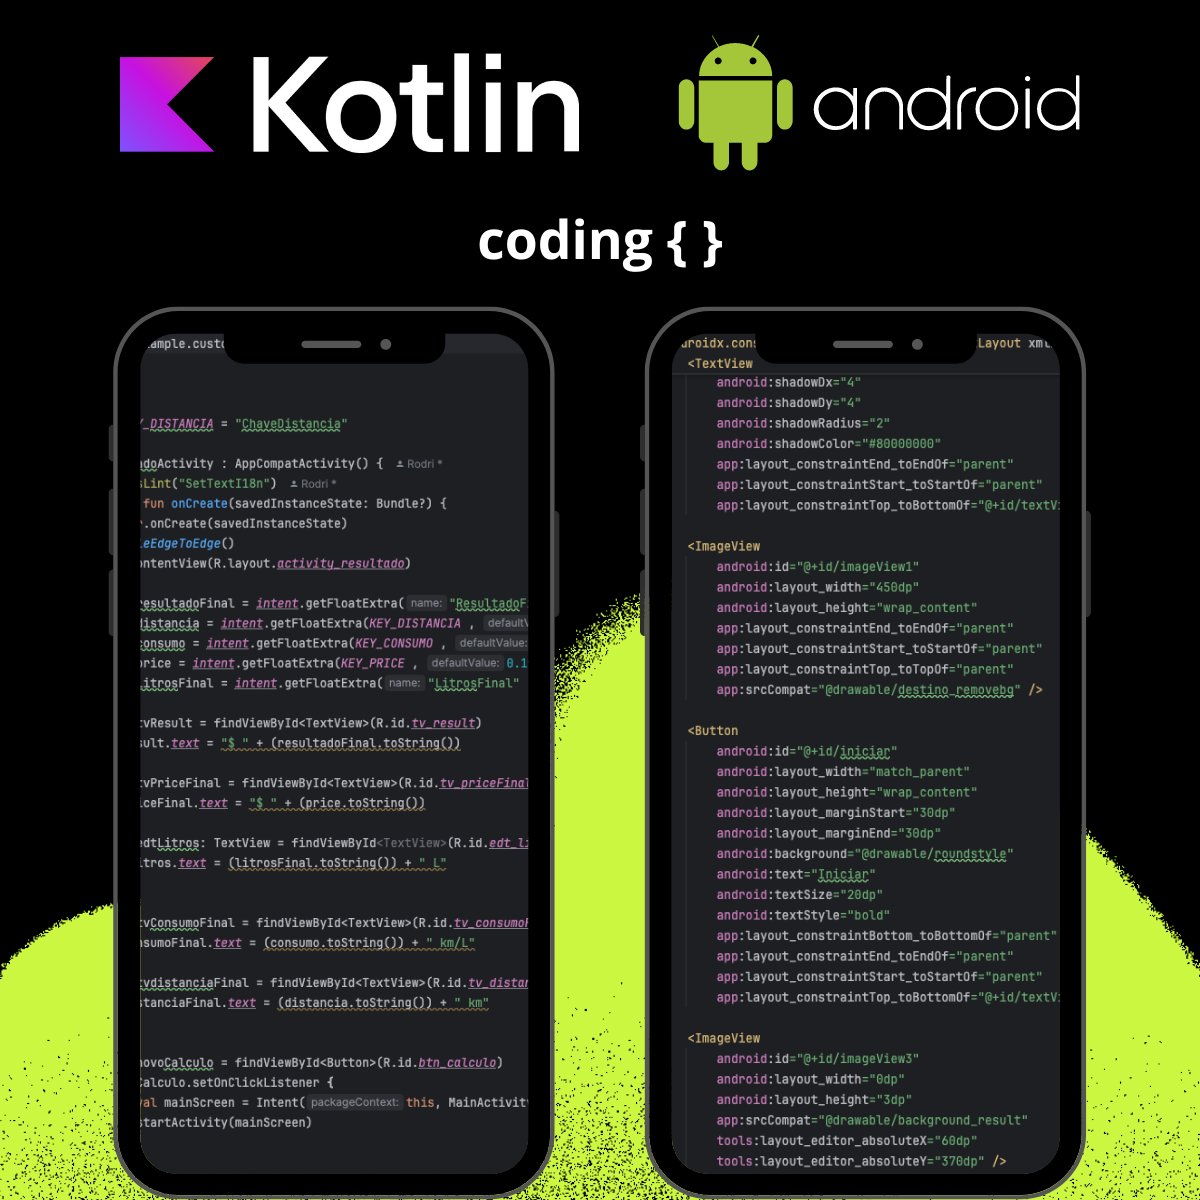 Kotlin
android
coding { }
ample.custo
Y_DISTANCIA = "ChaveDistancia"
adoActivity : AppCompatActivity() { Rodri *
sLint("SetTextI18n") Rodri *
fun onCreate(savedInstanceState: Bundle?) {
r.onCreate(savedInstanceState)
leEdgeToEdge()
ontentView(R.layout.activity_resultado)
resultadoFinal = intent.getFloatExtra( name: "ResultadoF
distancia = intent.getFloatExtra(KEY_DISTANCIA , defaultV
consumo = intent.getFloatExtra(KEY_CONSUMO , defaultValue:
price = intent.getFloatExtra(KEY_PRICE , defaultValue: 0.1
LitrosFinal = intent.getFloatExtra( name: "LitrosFinal"
tvResult = findViewById<TextView>(R.id.tv_result)
sult.text = "$ " + (resultadoFinal.toString())
tvPriceFinal = findViewById<TextView>(R.id.tv_priceFinal
iceFinal.text = "$ " + (price.toString())
edtLitros: TextView = findViewById<TextView>(R.id.edt_li
itros.text = (litrosFinal.toString()) + " L"
tvConsumoFinal = findViewById<TextView>(R.id.tv_consumoF
nsumoFinal.text = (consumo.toString()) + " km/L"
tvdistanciaFinal = findViewById<TextView>(R.id.tv_distan
stanciaFinal.text = (distancia.toString()) + " km"
novoCalculo = findViewById<Button>(R.id.btn_calculo)
Calculo.setOnClickListener {
val mainScreen = Intent( packageContext: this, MainActivity
startActivity(mainScreen)
droidx.cons Layout xml
<TextView
android:shadowDx="4"
android:shadowDy="4"
android:shadowRadius="2"
android:shadowColor="#80000000"
app:layout_constraintEnd_toEndOf="parent"
app:layout_constraintStart_toStartOf="parent"
app:layout_constraintTop_toBottomOf="@+id/textVi
<ImageView
android:id="@+id/imageView1"
android:layout_width="450dp"
android:layout_height="wrap_content"
app:layout_constraintEnd_toEndOf="parent"
app:layout_constraintStart_toStartOf="parent"
app:layout_constraintTop_toTopOf="parent"
app:srcCompat="@drawable/destino_removebg" />
<Button
android:id="@+id/iniciar"
android:layout_width="match_parent"
android:layout_height="wrap_content"
android:layout_marginStart="30dp"
android:layout_marginEnd="30dp"
android:background="@drawable/roundstyle"
android:text="Iniciar"
android:textSize="20dp"
android:textStyle="bold"
app:layout_constraintBottom_toBottomOf="parent"
app:layout_constraintEnd_toEndOf="parent"
app:layout_constraintStart_toStartOf="parent"
app:layout_constraintTop_toBottomOf="@+id/textVi
<ImageView
android:id="@+id/imageView3"
android:layout_width="0dp"
android:layout_height="3dp"
app:srcCompat="@drawable/background_result"
tools:layout_editor_absoluteX="60dp"
tools:layout_editor_absoluteY="370dp" />